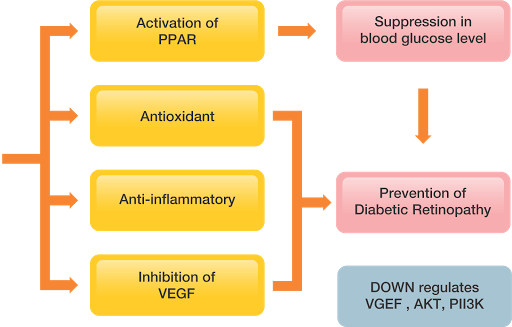 Activation of
PPAR
Suppression in
blood glucose level
Antioxidant
Anti-inflammatory
Prevention of
Diabetic Retinopathy
Inhibition of
VEGF
DOWN regulates
VGEF , AKT, PII3K